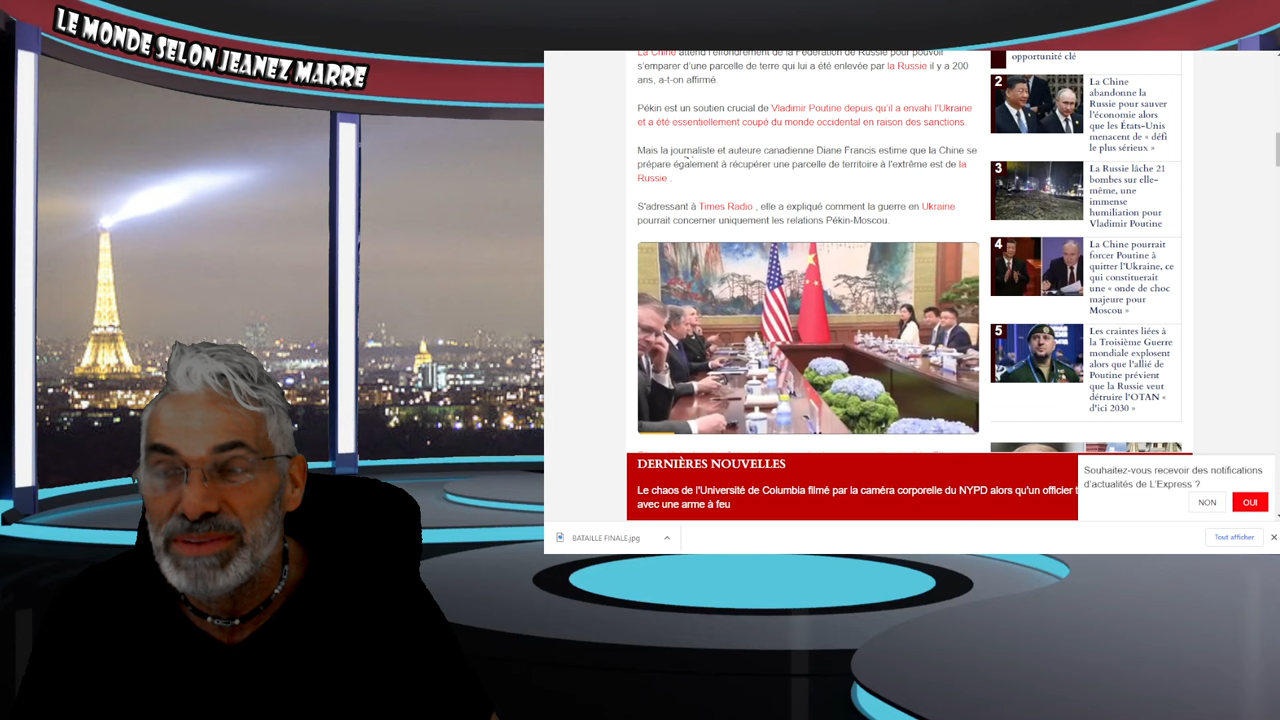 LE MONDE SELON JEANEZ MARRE
La Chine attend l'effondrement de la Fédération de Russie pour pouvoir
s'emparer d'une parcelle de terre qui lui a été enlevée par la Russie il y a 200
ans, a-t-on affirmé.
Pékin est un soutien crucial de Vladimir Poutine depuis qu'il a envahi l'Ukraine
et a été essentiellement coupé du monde occidental en raison des sanctions.
Mais la journaliste et auteure canadienne Diane Francis estime que la Chine se
prépare également à récupérer une parcelle de territoire à l'extrême est de la
Russie .
S'adressant à Times Radio , elle a expliqué comment la guerre en Ukraine
pourrait concerner uniquement les relations Pékin-Moscou.
opportunité clé
2
La Chine
abandonne la
Russie pour sauver
l'économie alors
que les États-Unis
menacent de « défi
le plus sérieux »
3
La Russie lâche 21
bombes sur elle-
même, une
immense
humiliation pour
Vladimir Poutine
4
La Chine pourrait
forcer Poutine à
quitter l'Ukraine, ce
qui constituerait
une « onde de choc
majeure pour
Moscou »
5
Les craintes liées à
la Troisième Guerre
mondiale explosent
alors que l'allié de
Poutine prévient
que la Russie veut
détruire l'OTAN «
d'ici 2030 »
DERNIÈRES NOUVELLES
Le chaos de l'Université de Columbia filmé par la caméra corporelle du NYPD alors qu'un officier t
avec une arme à feu
Souhaitez-vous recevoir des notifications
d'actualités de L'Express ?
NON
OUI
BATAILLE FINALE.jpg
Tout afficher